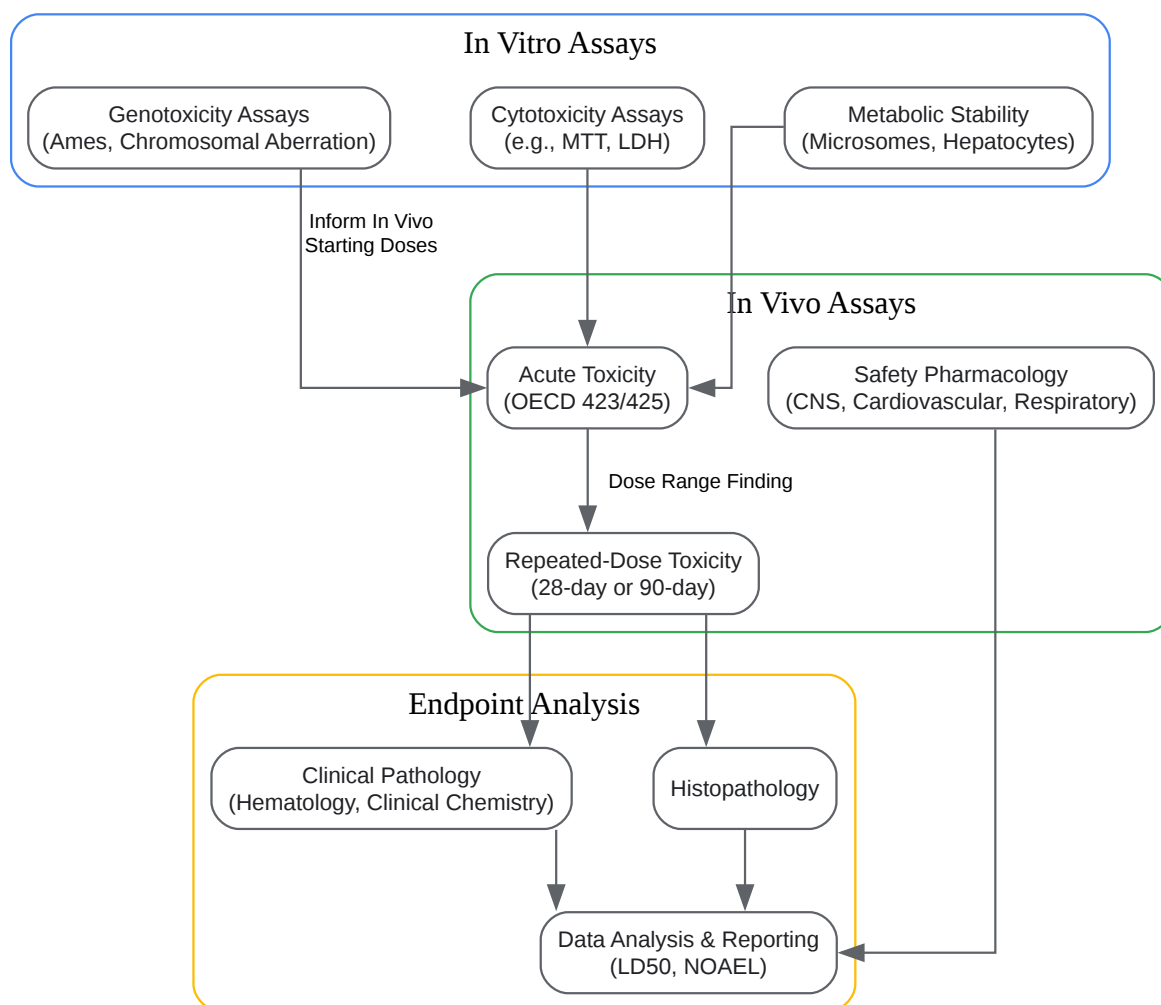 In Vitro Assays
Genotoxicity Assays
(Ames, Chromosomal Aberration)
Cytotoxicity Assays
(e.g., MTT, LDH)
Metabolic Stability
(Microsomes, Hepatocytes)
Inform In Vivo
Starting Doses
In Vivo Assays
Acute Toxicity
(OECD 423/425)
Safety Pharmacology
(CNS, Cardiovascular, Respiratory)
Dose Range Finding
Repeated-Dose Toxicity
(28-day or 90-day)
Endpoint Analysis
Clinical Pathology
(Hematology, Clinical Chemistry)
Histopathology
Data Analysis & Reporting
(LD50, NOAEL)